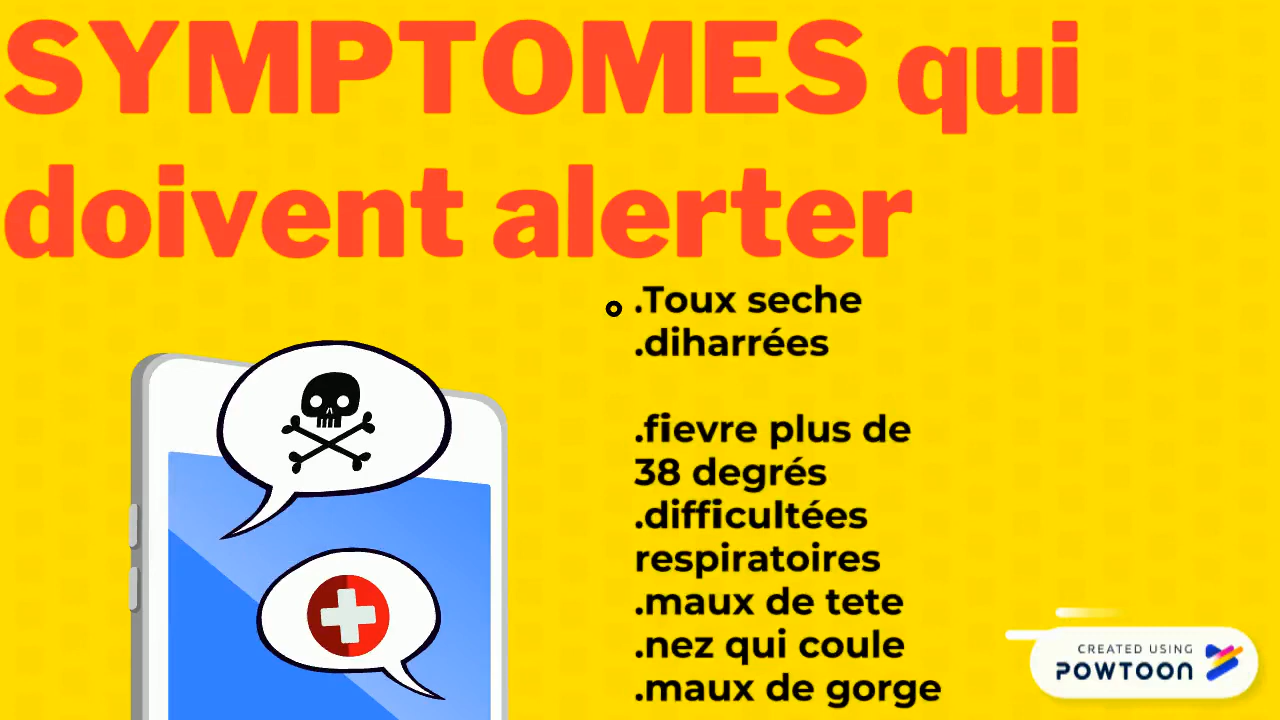 SYMPTOMES qui
doivent alerter
.Toux seche
.diharrées
.fievre plus de
38 degrés
.difficultées
respiratoires
.maux de tete
.nez qui coule
.maux de gorge
CREATED USING
POWTOON